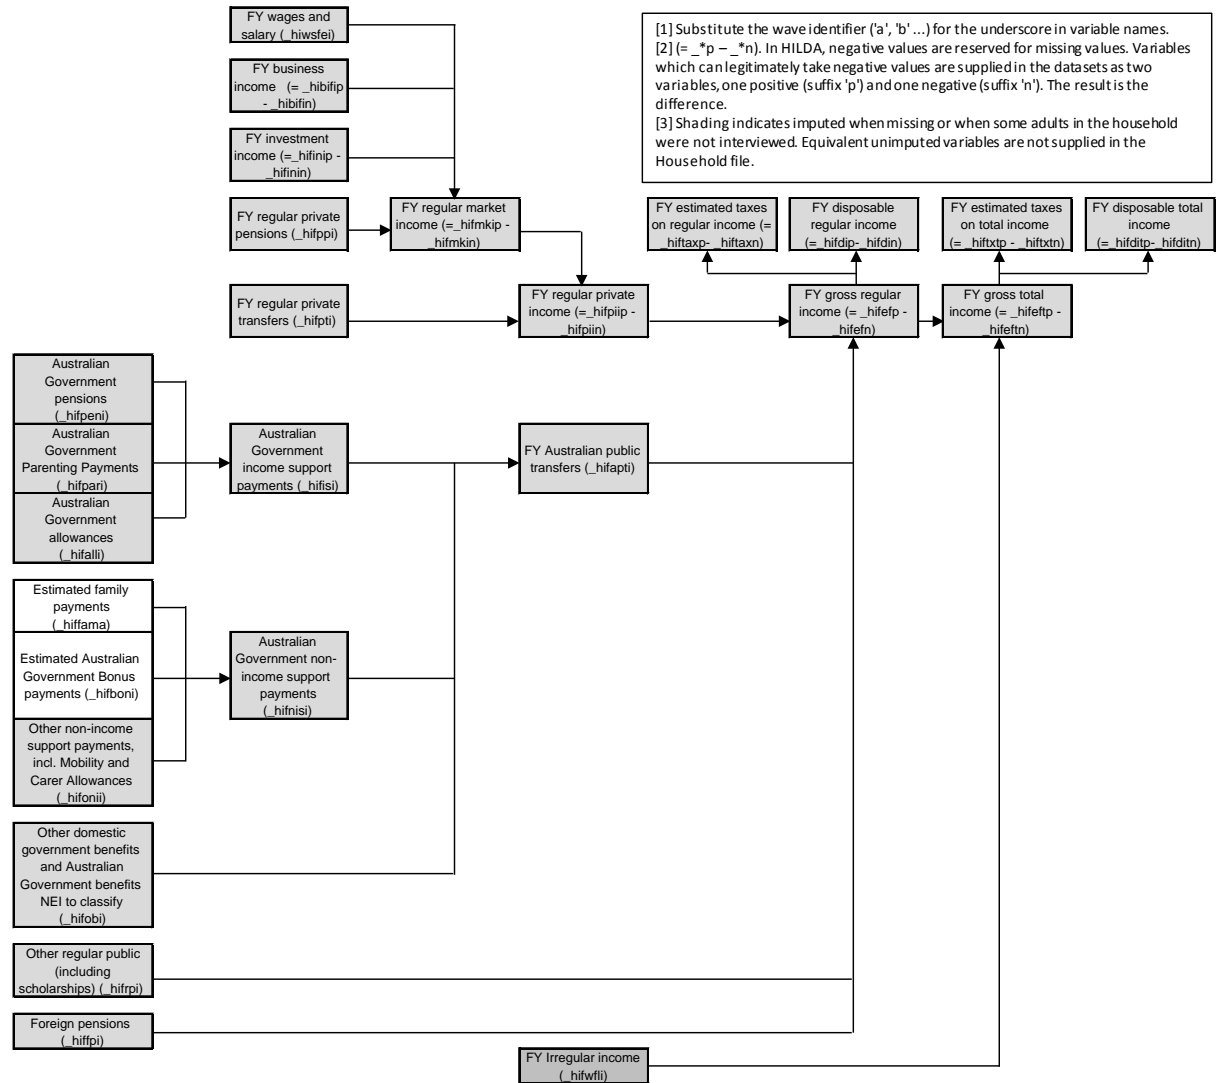 FY wages and
salary (_hiwsfei)
FY business
income (= _hibifip
- _hibifin)
FY investment
income (=_hifinip -
_hifinin)
[1] Substitute the wave identifier ('a', 'b' ...) for the underscore in variable names.
[2] (= _*p – _*n). In HILDA, negative values are reserved for missing values. Variables
which can legitimately take negative values are supplied in the datasets as two
variables, one positive (suffix 'p') and one negative (suffix 'n'). The result is the
difference.
[3] Shading indicates imputed when missing or when some adults in the household
were not interviewed. Equivalent unimputed variables are not supplied in the
Household file.
FY regular private
pensions (_hifppi)
FY regular market
income (=_hifmkip -
_hifmkin)
FY estimated taxes
on regular income (=
_hiftaxp- _hiftaxn)
FY disposable
regular income
(=_hifdip-_hifdin)
FY estimated taxes
on total income
(= _hiftxtp - _hiftxtn)
FY disposable total
income
(=_hifditp-_hifditn)
FY regular private
transfers (_hifpti)
FY regular private
income (=_hifpiip -
_hifpiin)
FY gross regular
income (= _hifefp -
_hifefn)
FY gross total
income (= _hifeftp -
_hifeftn)
Australian
Government
pensions
(_hifpeni)
Australian
Government
Parenting Payments
(_hifpari)
Australian
Government
allowances
(_hifalli)
Australian
Government
income support
payments (_hifisi)
FY Australian public
transfers (_hifapti)
Estimated family
payments
(_hiffama)
Estimated Australian
Government Bonus
payments (_hifboni)
Other non-income
support payments,
incl. Mobility and
Carer Allowances
(_hifonii)
Australian
Government non-
income support
payments
(_hifnisi)
Other domestic
government benefits
and Australian
Government benefits
NEI to classify
(_hifobi)
Other regular public
(including
scholarships) (_hifrpi)
Foreign pensions
(_hiffpi)
FY Irregular income
(_hifwfli)